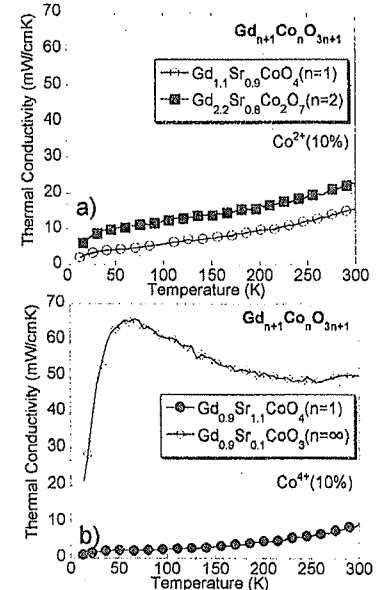 Gdn+1ConO3n+1
Gd1.1Sr0.9CoO4(n=1)
Gd2.2Sr0.8Co2O7(n=2)
Co2+(10%)
a)
Thermal Conductivity (mW/cmK)
70
60
50
40
30
20
10
0
0 50 100 150 200 250 300
Temperature (K)
Gdn+1ConO3n+1
Gd0.9Sr1.1CoO4(n=1)
Gd0.9Sr0.1CoO3(n=∞)
Co4+(10%)
b)
Thermal Conductivity (mW/cmK)
70
60
50
40
30
20
10
0
0 50 100 150 200 250 300
Temperature (K)